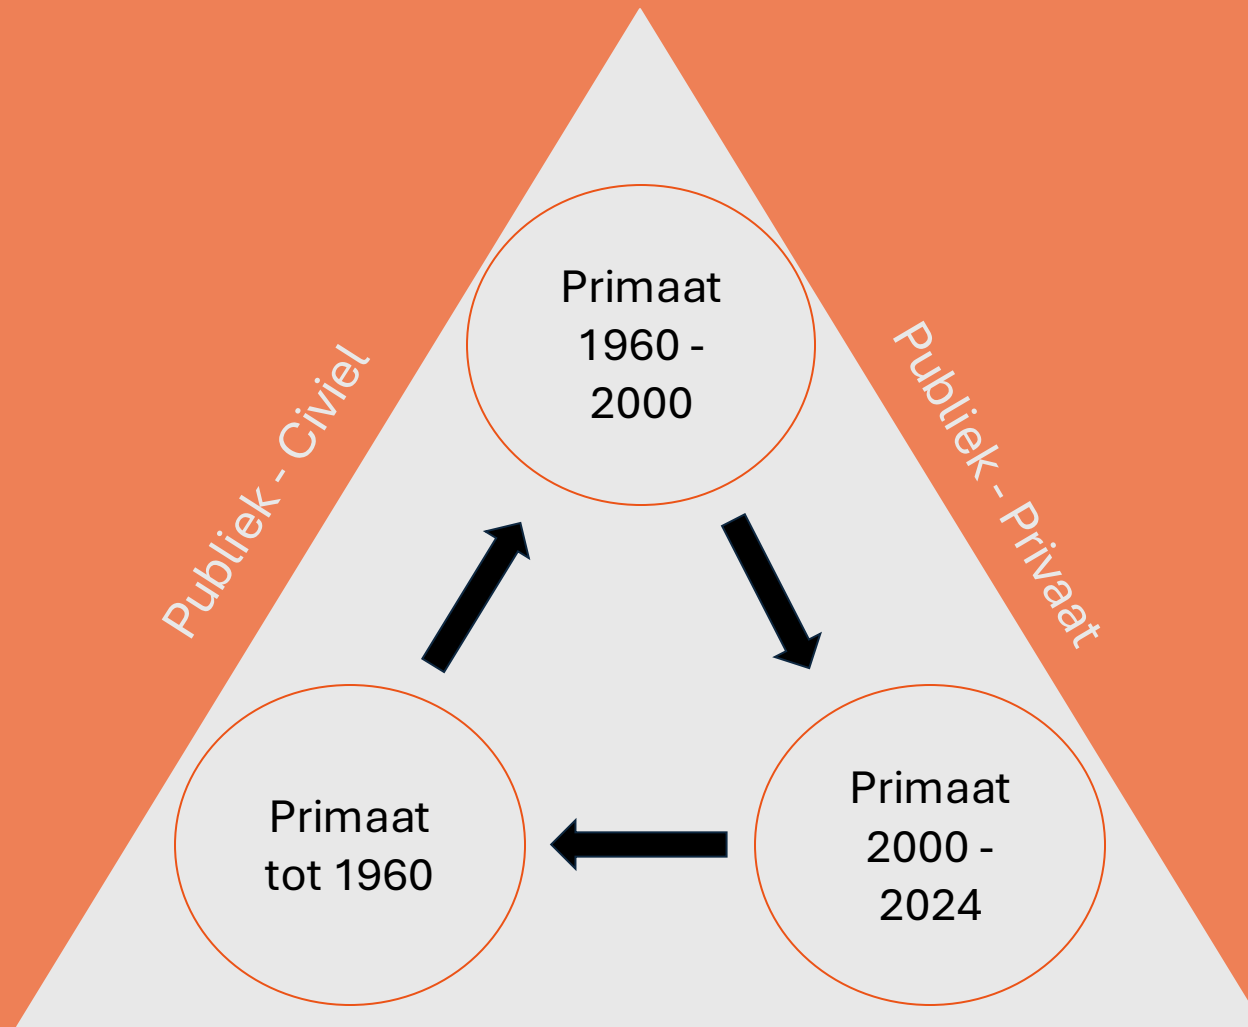 Primaat
1960 -
2000
Publiek - Civiel
Publiek - Privaat
Primaat
tot 1960
Primaat
2000 -
2024